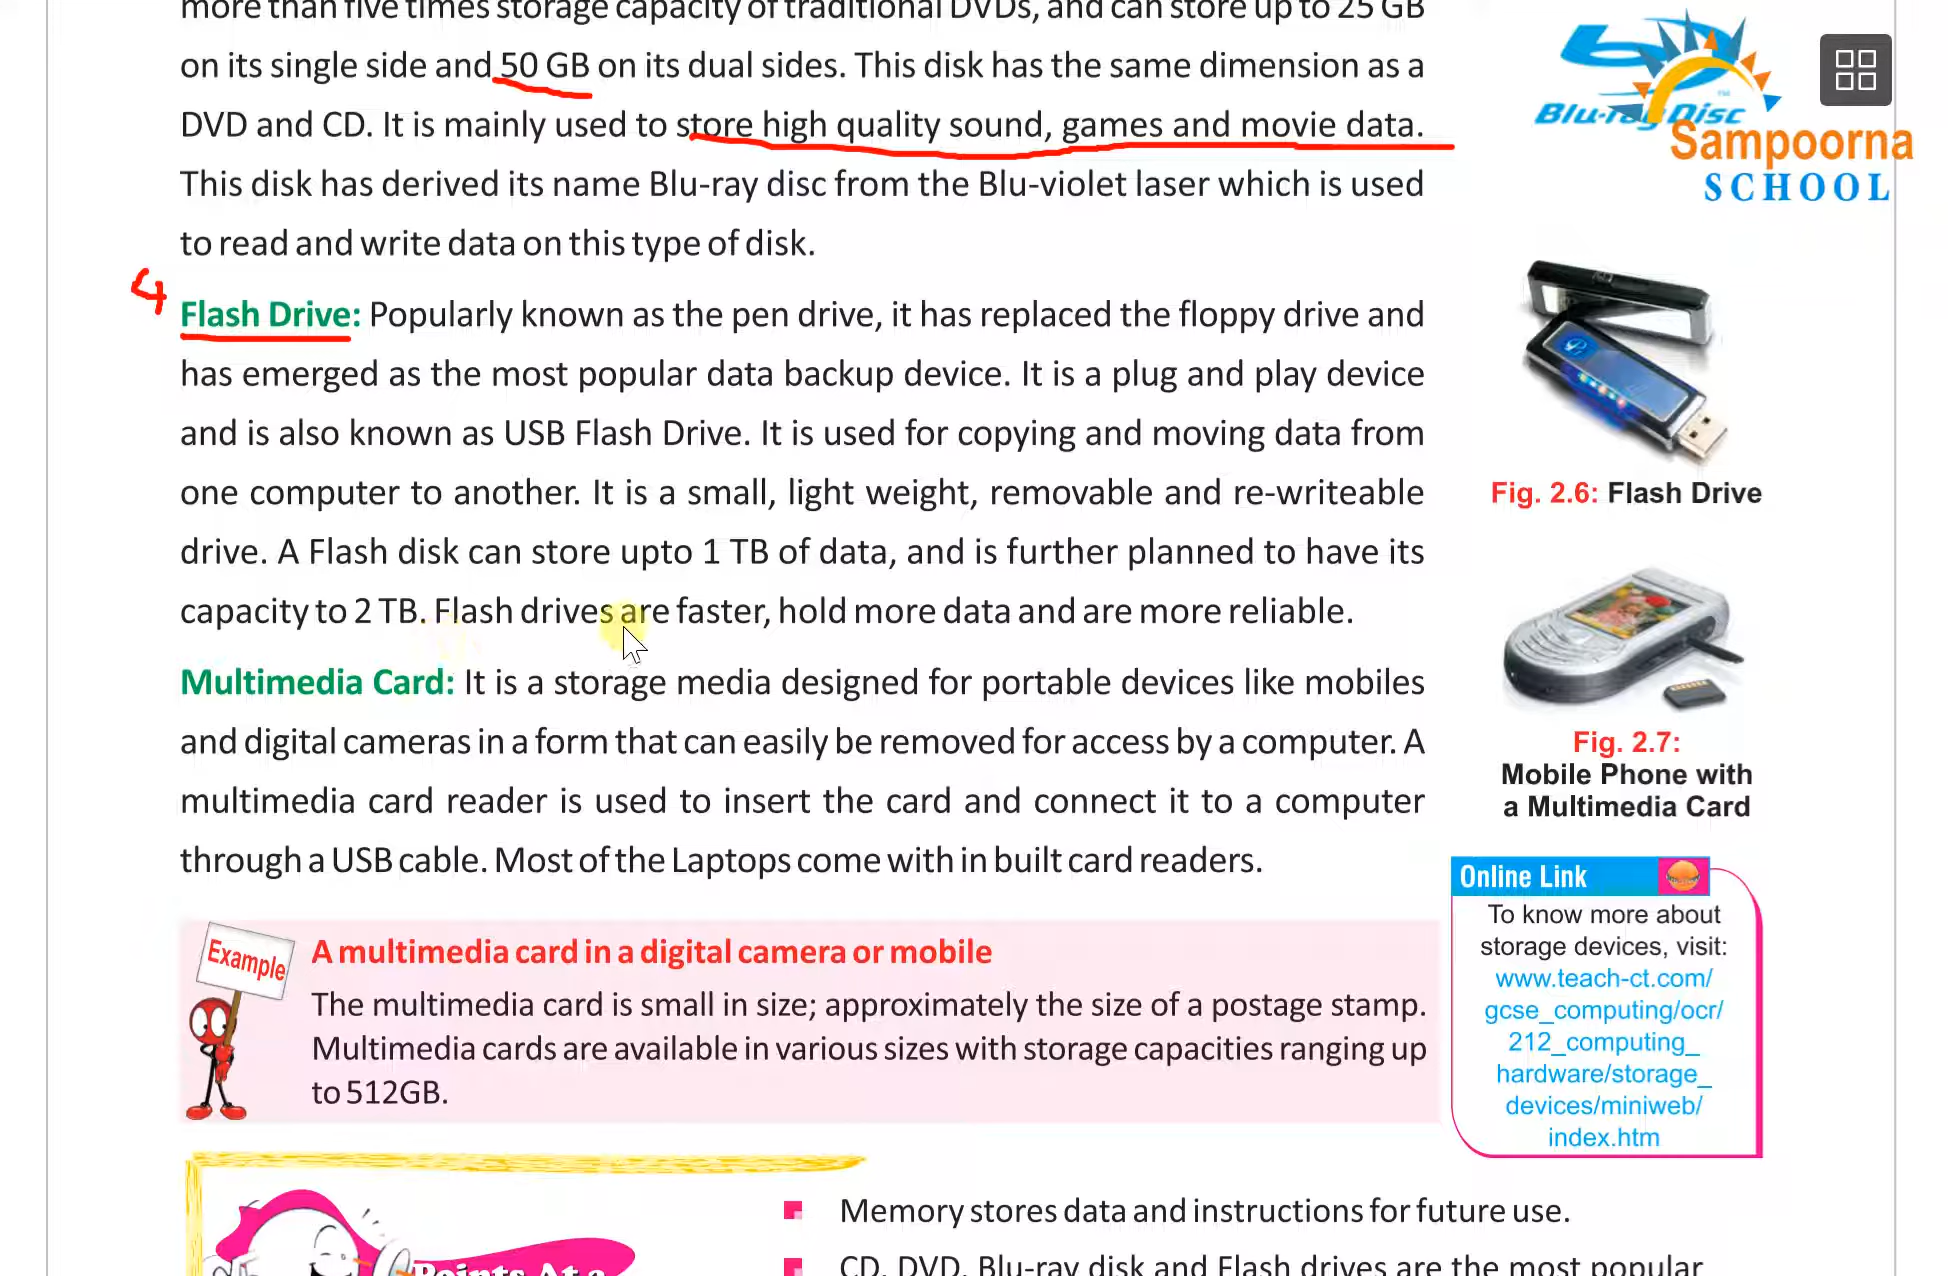 more than five times storage capacity of traditional DVDs, and can store up to 25 GB
on its single side and 50 GB on its dual sides. This disk has the same dimension as a
DVD and CD. It is mainly used to store high quality sound, games and movie data.
This disk has derived its name Blu-ray disc from the Blu-violet laser which is used
to read and write data on this type of disk.
Blu-ray Disc
Sampoorna
SCHOOL
4
Flash Drive: Popularly known as the pen drive, it has replaced the floppy drive and
has emerged as the most popular data backup device. It is a plug and play device
and is also known as USB Flash Drive. It is used for copying and moving data from
one computer to another. It is a small, light weight, removable and re-writeable
drive. A Flash disk can store upto 1 TB of data, and is further planned to have its
capacity to 2 TB. Flash drives are faster, hold more data and are more reliable.
Fig. 2.6: Flash Drive
Multimedia Card: It is a storage media designed for portable devices like mobiles
and digital cameras in a form that can easily be removed for access by a computer. A
multimedia card reader is used to insert the card and connect it to a computer
through a USB cable. Most of the Laptops come with in built card readers.
Fig. 2.7:
Mobile Phone with
a Multimedia Card
Example
A multimedia card in a digital camera or mobile
The multimedia card is small in size; approximately the size of a postage stamp.
Multimedia cards are available in various sizes with storage capacities ranging up
to 512GB.
Online Link
To know more about
storage devices, visit:
www.teach-ct.com/
gcse_computing/ocr/
212_computing_
hardware/storage_
devices/miniweb/
index.htm
Points At a
Memory stores data and instructions for future use.
CD, DVD, Blu-ray disk and Flash drives are the most popular